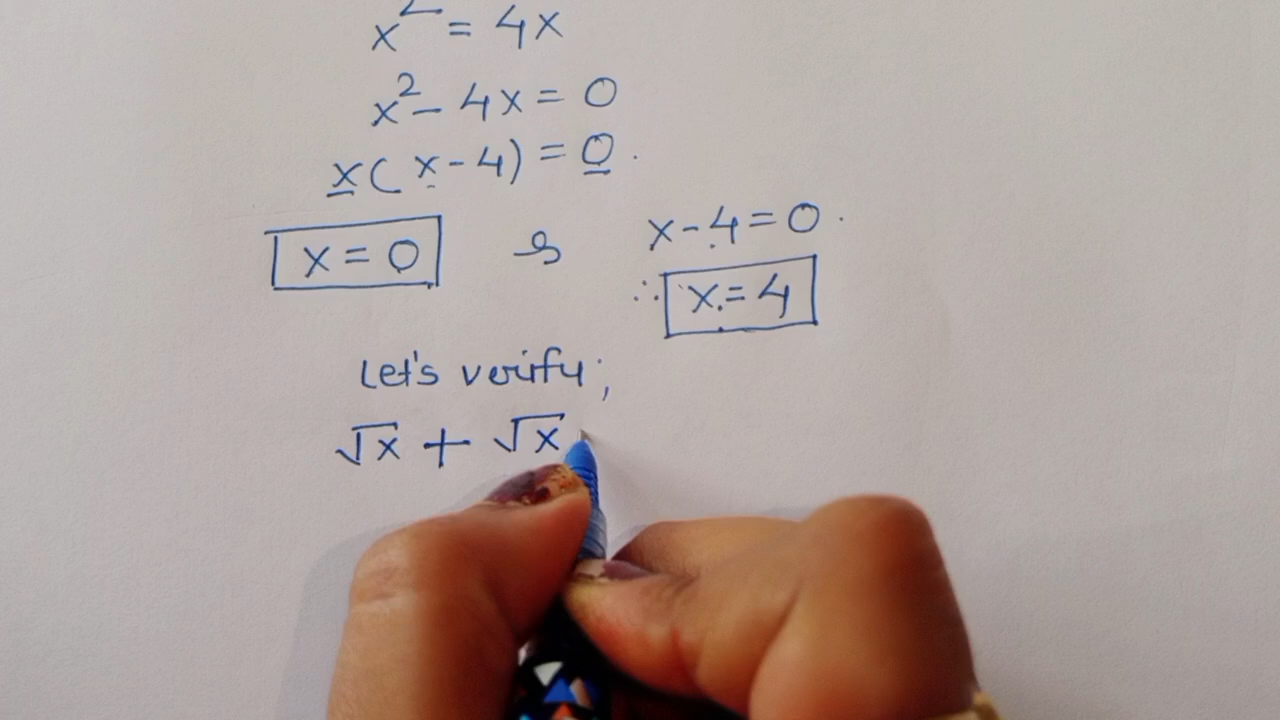 x² = 4x
x² - 4x = 0
x(x-4) = 0.
x = 0 & x-4=0.
∴ x = 4
Let's verify;
√x + √x